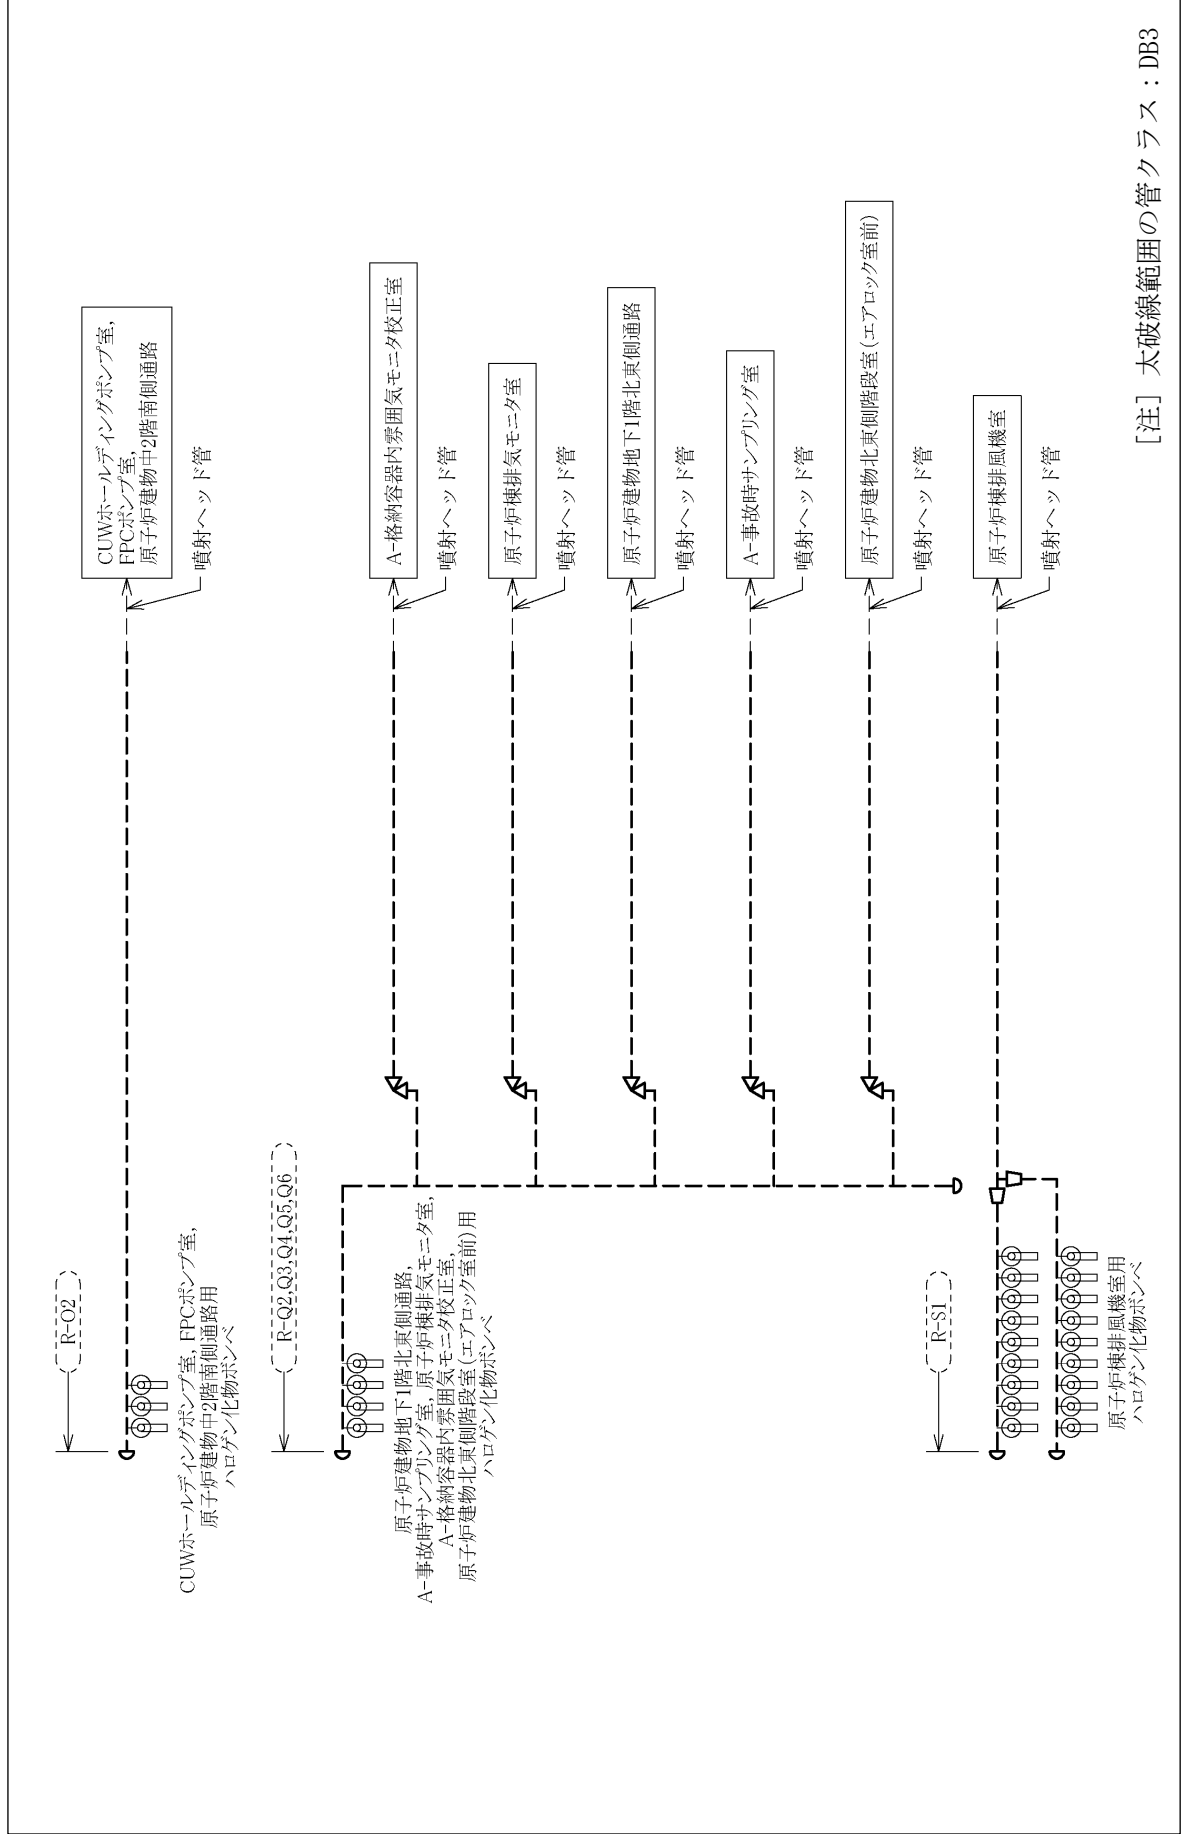 R-O2
CUWホールディングポンプ室, FPCポンプ室,
原子炉建物中2階南側通路用
ハロゲン化物ボンベ
CUWホールディングポンプ室,
FPCポンプ室,
原子炉建物中2階南側通路
噴射ヘッド管
R-Q2,Q3,Q4,Q5,Q6
原子炉建物地下1階北東側通路,
A-事故時サンプリング室, 原子炉棟排気モニタ室,
A-格納容器内雰囲気モニタ校正室,
原子炉建物北東側階段室(エアロック室前)用
ハロゲン化物ボンベ
A-格納容器内雰囲気モニタ校正室
噴射ヘッド管
原子炉棟排気モニタ室
噴射ヘッド管
原子炉建物地下1階北東側通路
噴射ヘッド管
A-事故時サンプリング室
噴射ヘッド管
原子炉建物北東側階段室(エアロック室前)
噴射ヘッド管
R-S1
原子炉棟排風機室用
ハロゲン化物ボンベ
原子炉棟排風機室
噴射ヘッド管
[注] 太破線範囲の管クラス：DB3